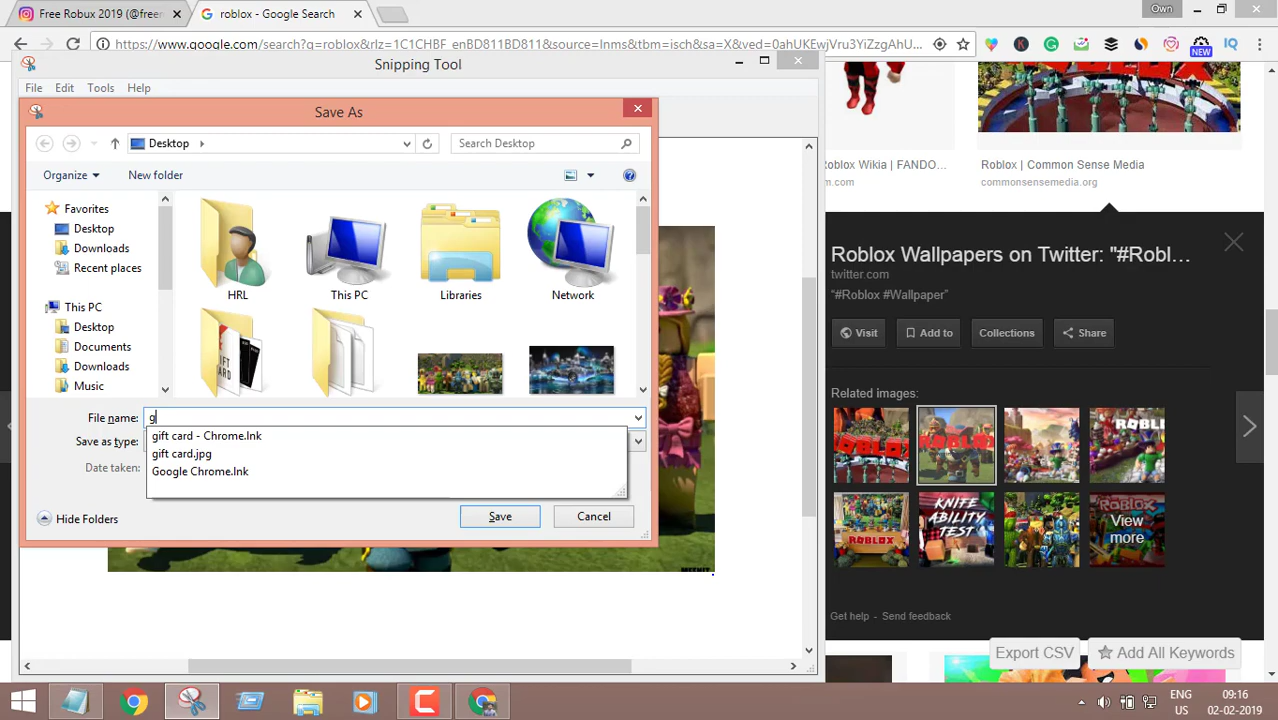 Free Robux 2019 (@free
roblox - Google Search
Own
https://www.google.com/search?q=roblox&rlz=1C1CHBF_enBD811BD811&source=lnms&tbm=isch&sa=X&ved=0ahUKEwjVru3YiZzgAhU...
NEW
Snipping Tool
File Edit Tools Help
Save As
Desktop
Search Desktop
Organize
New folder
Favorites
Desktop
Downloads
Recent places
This PC
Desktop
Documents
Downloads
Music
HRL
This PC
Libraries
Network
File name:
g
Save as type:
Date taken:
gift card - Chrome.lnk
gift card.jpg
Google Chrome.lnk
Hide Folders
Save
Cancel
Roblox Wikia | FANDO...
m.com
Roblox | Common Sense Media
commonsensemedia.org
Roblox Wallpapers on Twitter: "#Robl...
twitter.com
“#Roblox #Wallpaper”
Visit
Add to
Collections
Share
Related images:
ROBLOX
ROBLOX
KNIFE
ABILITY
TEST
View
more
Get help - Send feedback
Export CSV
Add All Keywords
ENG
US
09:16
02-02-2019